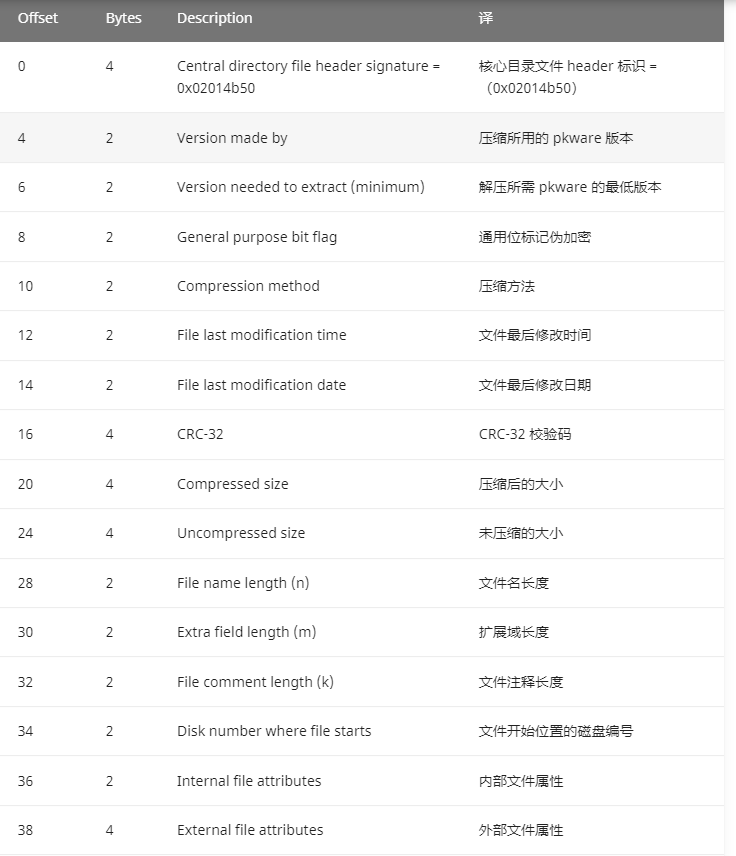 Offset Bytes Description 译
0 4 Central directory file header signature = 核心目录文件 header 标识 =
0x02014b50 （0x02014b50）
4 2 Version made by 压缩所用的 pkware 版本
6 2 Version needed to extract (minimum) 解压所需 pkware 的最低版本
8 2 General purpose bit flag 通用位标记伪加密
10 2 Compression method 压缩方法
12 2 File last modification time 文件最后修改时间
14 2 File last modification date 文件最后修改日期
16 4 CRC-32 CRC-32 校验码
20 4 Compressed size 压缩后的大小
24 4 Uncompressed size 未压缩的大小
28 2 File name length (n) 文件名长度
30 2 Extra field length (m) 扩展域长度
32 2 File comment length (k) 文件注释长度
34 2 Disk number where file starts 文件开始位置的磁盘编号
36 2 Internal file attributes 内部文件属性
38 4 External file attributes 外部文件属性